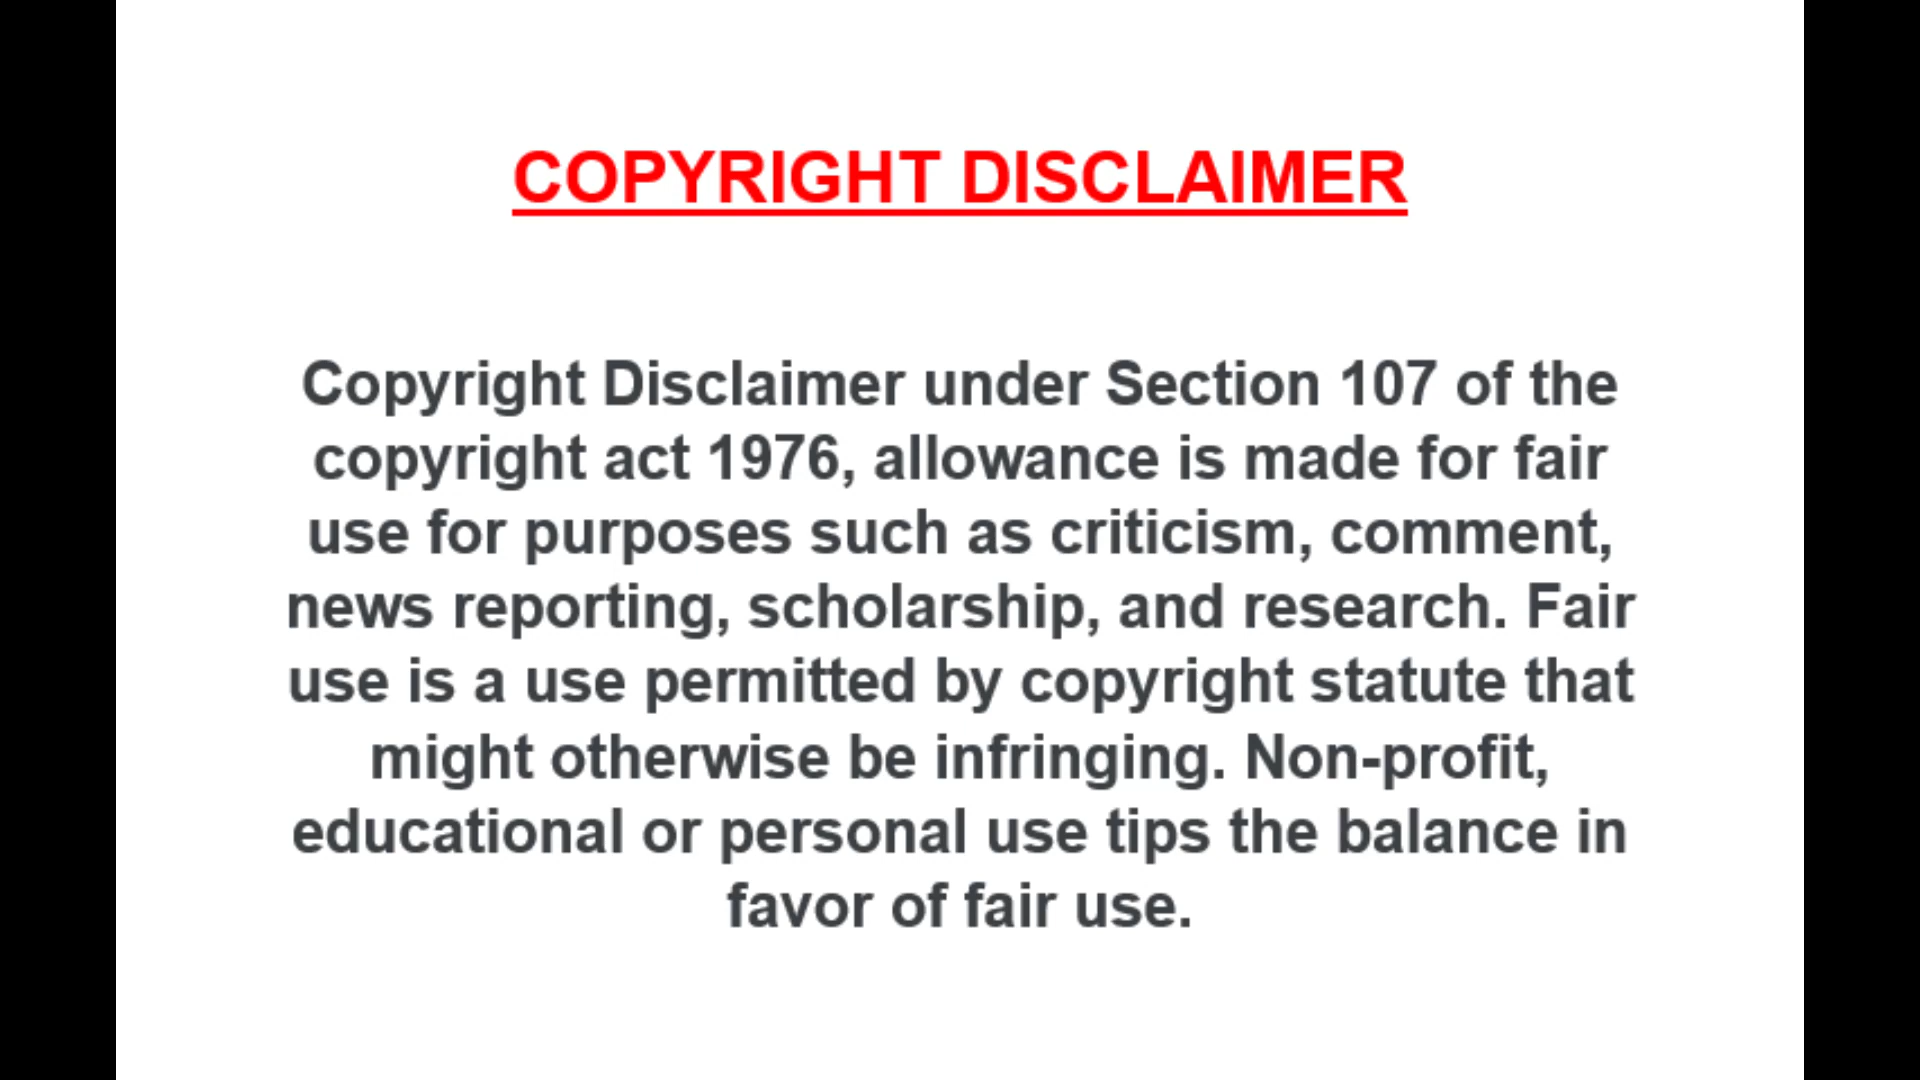 COPYRIGHT DISCLAIMER
Copyright Disclaimer under Section 107 of the
copyright act 1976, allowance is made for fair
use for purposes such as criticism, comment,
news reporting, scholarship, and research. Fair
use is a use permitted by copyright statute that
might otherwise be infringing. Non-profit,
educational or personal use tips the balance in
favor of fair use.